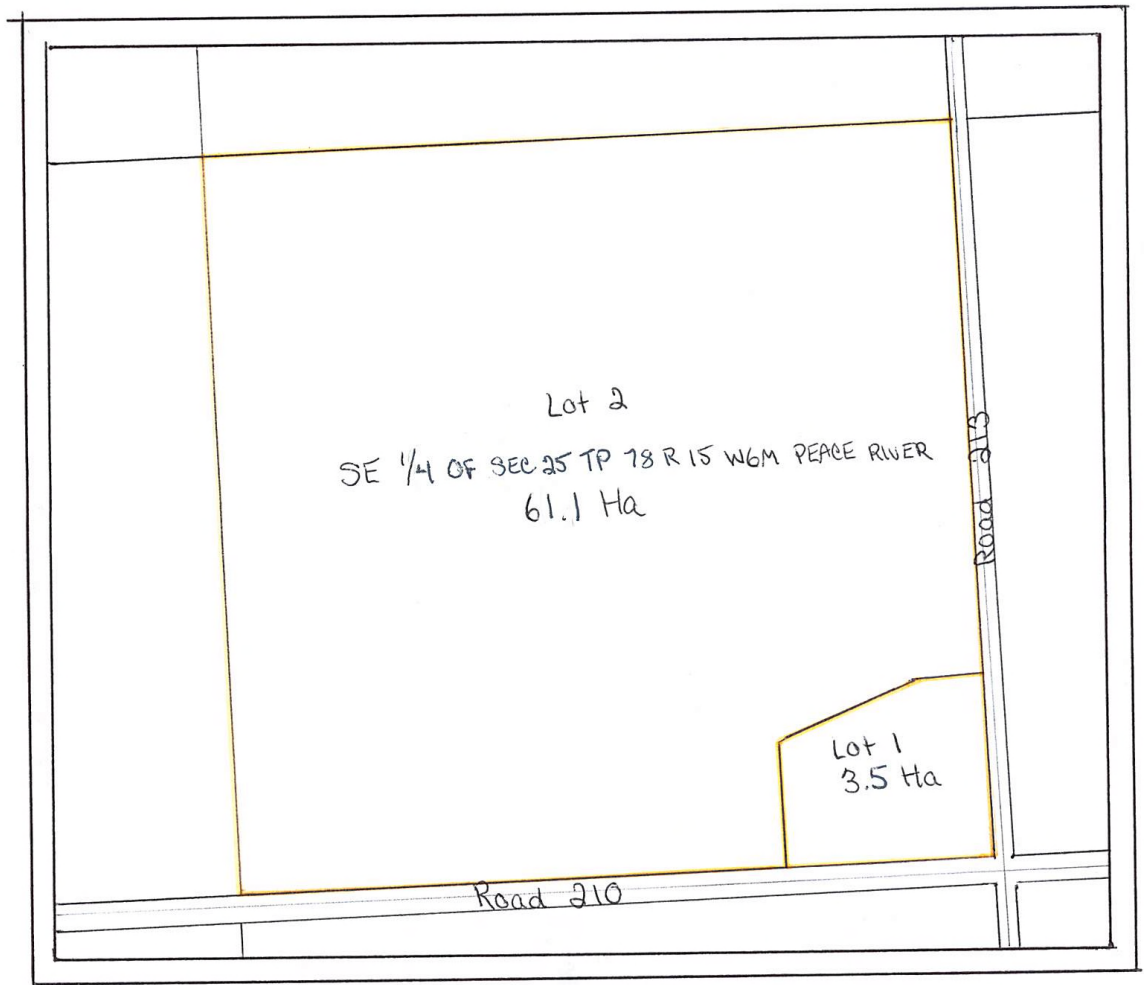 Lot 2
SE 1/4 OF SEC 25 TP 78 R 15 W6M PEACE RIVER
61.1 Ha
Road 213
Lot 1
3.5 Ha
Road 210